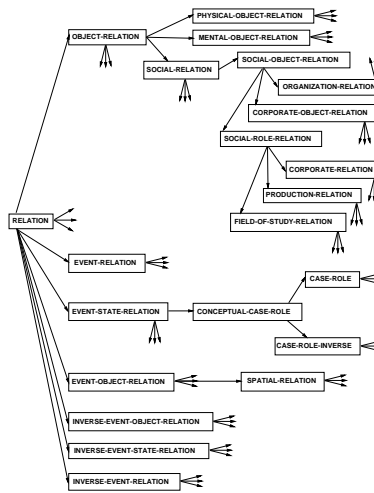 PHYSICAL-OBJECT-RELATION
OBJECT-RELATION
MENTAL-OBJECT-RELATION
SOCIAL-OBJECT-RELATION
SOCIAL-RELATION
ORGANIZATION-RELATION
CORPORATE-OBJECT-RELATION
SOCIAL-ROLE-RELATION
CORPORATE-RELATION
PRODUCTION-RELATION
RELATION
FIELD-OF-STUDY-RELATION
EVENT-RELATION
CASE-ROLE
EVENT-STATE-RELATION
CONCEPTUAL-CASE-ROLE
CASE-ROLE-INVERSE
EVENT-OBJECT-RELATION
SPATIAL-RELATION
INVERSE-EVENT-OBJECT-RELATION
INVERSE-EVENT-STATE-RELATION
INVERSE-EVENT-RELATION